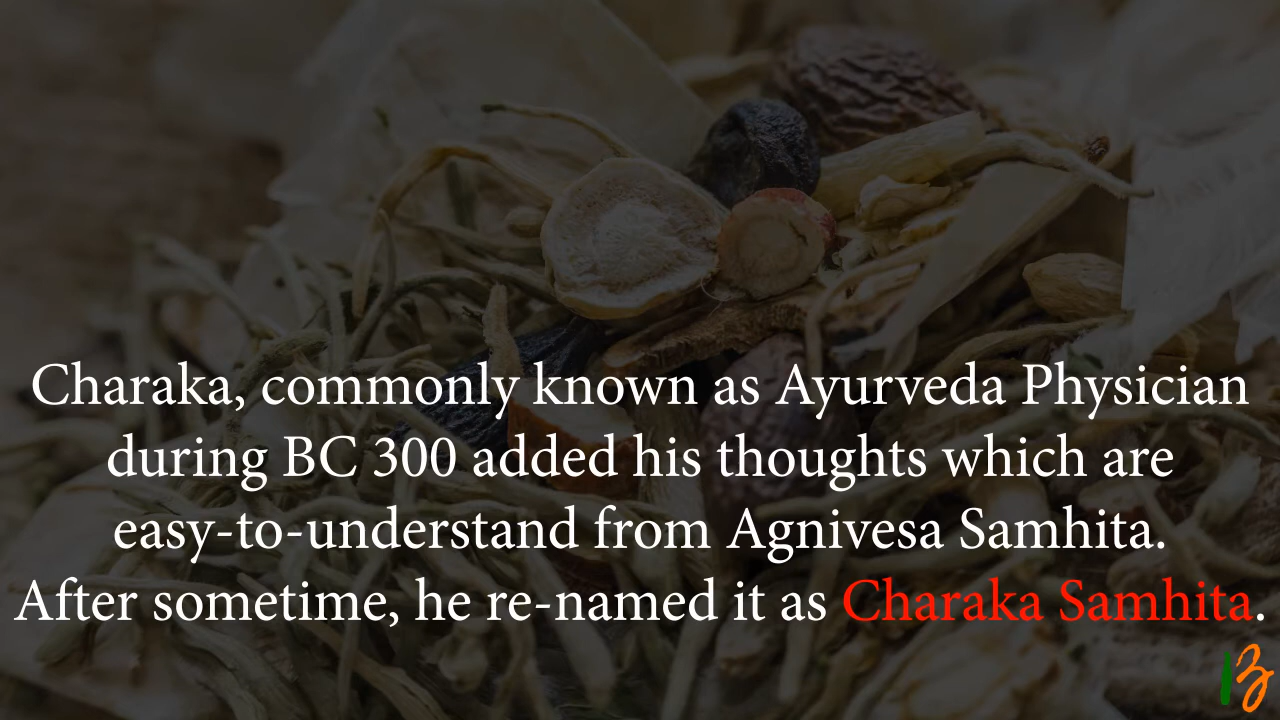 Charaka, commonly known as Ayurveda Physician
during BC 300 added his thoughts which are
easy-to-understand from Agnivesa Samhita.
After sometime, he re-named it as Charaka Samhita.